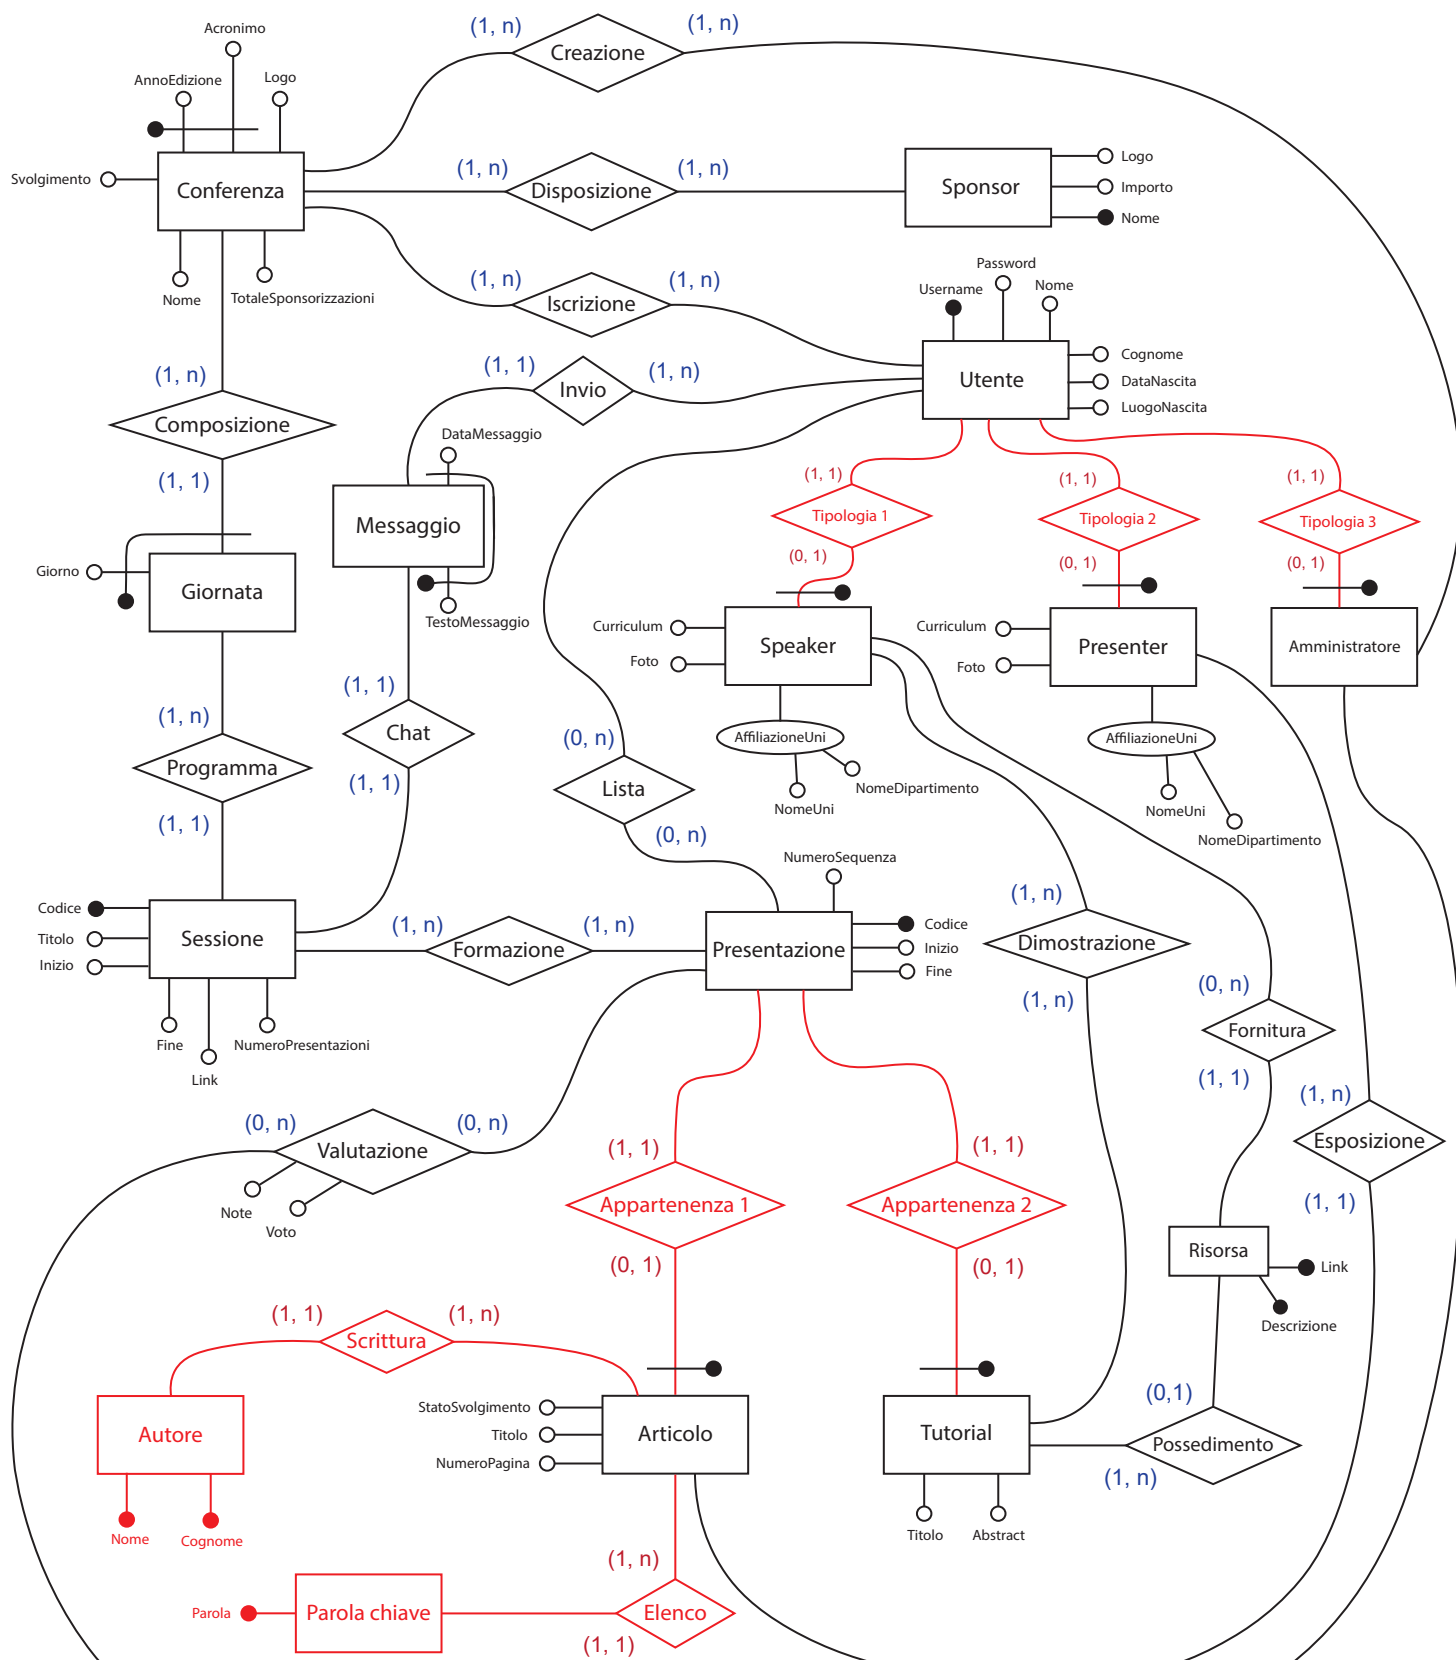 (1, n)
(1, n)
Creazione
Acronimo
AnnoEdizione
Logo
Svolgimento
Conferenza
(1, n)
(1, n)
Disposizione
Sponsor
Logo
Importo
Nome
Nome
TotaleSponsorizzazioni
(1, n)
(1, n)
Iscrizione
Password
Username
Nome
Utente
Cognome
DataNascita
LuogoNascita
(1, n)
Composizione
(1, 1)
(1, 1)
(1, n)
Invio
DataMessaggio
Messaggio
TestoMessaggio
(1, 1)
(1, 1)
(1, 1)
Tipologia 1
Tipologia 2
Tipologia 3
(0, 1)
(0, 1)
(0, 1)
Giorno
Giornata
Curriculum
Foto
Speaker
Curriculum
Foto
Presenter
Amministratore
(1, n)
Programma
(1, 1)
(1, 1)
Chat
(1, 1)
(0, n)
Lista
(0, n)
AffiliazioneUni
NomeDipartimento
NomeUni
AffiliazioneUni
NomeUni
NomeDipartimento
NumeroSequenza
Codice
Titolo
Inizio
Sessione
Fine
Link
NumeroPresentazioni
(1, n)
(1, n)
Formazione
Presentazione
Codice
Inizio
Fine
(1, n)
Dimostrazione
(1, n)
(0, n)
Fornitura
(1, 1)
(1, n)
Esposizione
(1, 1)
(0, n)
(0, n)
Valutazione
Note
Voto
(1, 1)
Appartenenza 1
(0, 1)
(1, 1)
Appartenenza 2
(0, 1)
Risorsa
Link
Descrizione
(1, 1)
(1, n)
Scrittura
Autore
Nome
Cognome
StatoSvolgimento
Titolo
NumeroPagina
Articolo
Tutorial
Titolo
Abstract
(0,1)
Possedimento
(1, n)
(1, n)
Parola
Parola chiave
Elenco
(1, 1)